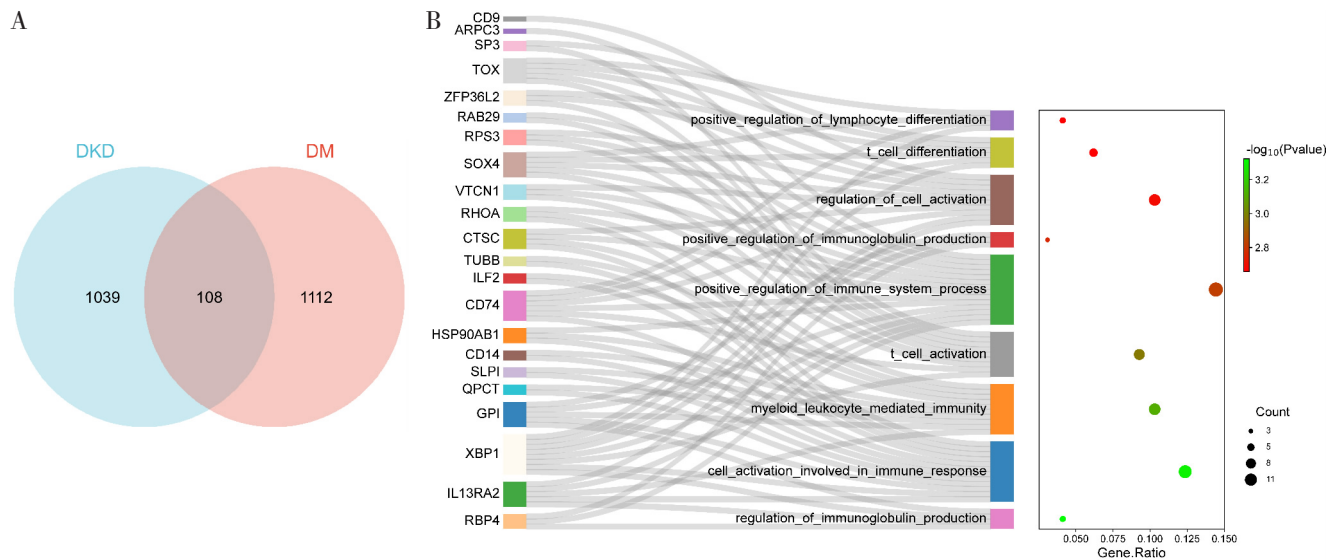 A
DKD
DM
1039
108
1112
B
CD9
ARPC3
SP3
TOX
ZFP36L2
RAB29
RPS3
SOX4
VTCN1
RHOA
CTSC
TUBB
ILF2
CD74
HSP90AB1
CD14
SLPI
QPCT
GPI
XBP1
IL13RA2
RBP4
positive_regulation_of_lymphocyte_differentiation
t_cell_differentiation
regulation_of_cell_activation
positive_regulation_of_immunoglobulin_production
positive_regulation_of_immune_system_process
t_cell_activation
myeloid_leukocyte_mediated_immunity
cell_activation_involved_in_immune_response
regulation_of_immunoglobulin_production
0.050 0.075 0.100 0.125 0.150
Gene.Ratio
-log10(Pvalue)
3.2
3.0
2.8
Count
3
5
8
11